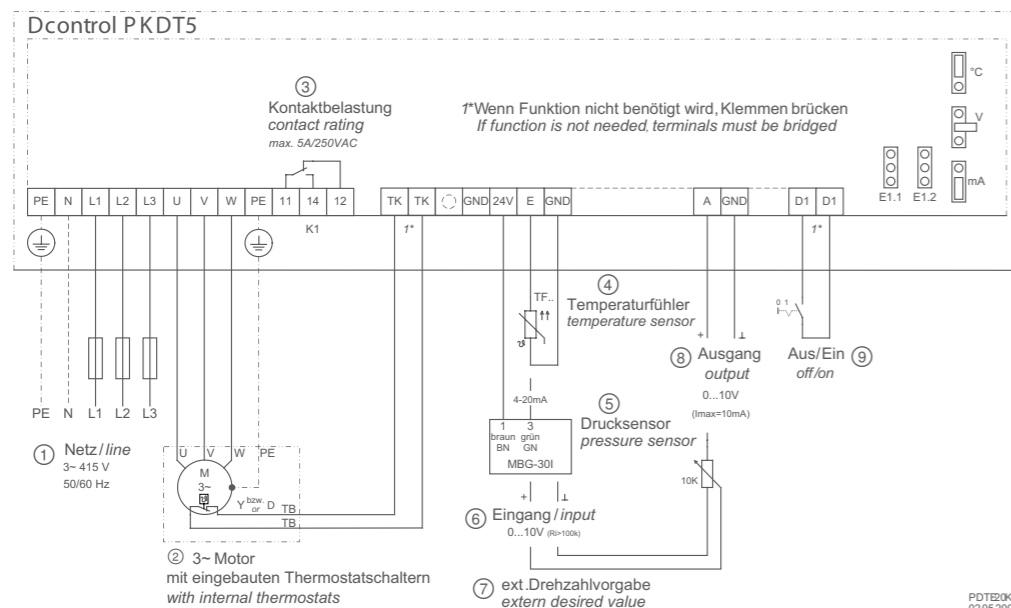 Dcontrol PKDT5
③
Kontaktbelastung
contact rating
max. 5A/250VAC
1*Wenn Funktion nicht benötigt wird, Klemmen brücken
If function is not needed, terminals must be bridged
°C
V
mA
E1.1 E1.2
PE N L1 L2 L3 U V W PE 11 14 12 TK TK GND 24V E GND A GND D1 D1
K1 1* 1*
④
TF..
Temperaturfühler
temperature sensor
0 1
+ ⊥
⑧ Ausgang
output
0...10V
(Imax=10mA)
Aus/Ein ⑨
off/on
PE N L1 L2 L3
① Netz/line
3~ 415 V
50/60 Hz
4-20mA
⑤
Drucksensor
pressure sensor
1 3
braun grün
BN GN
MBG-30I
10K
U V W PE
M
3~
Y bzw. or D
TB
TB
+ ⊥
⑥ Eingang/input
0...10V (Ri>100k)
② 3~ Motor
mit eingebauten Thermostatschaltern
with internal thermostats
⑦ ext.Drehzahlvorgabe
extern desired value